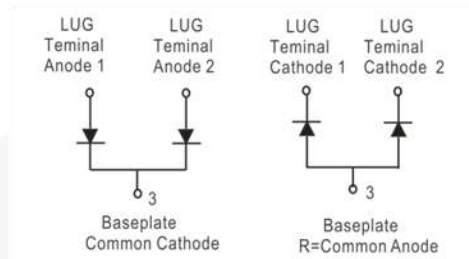 LUG
Teminal
Anode 1
LUG
Teminal
Anode 2
LUG
Teminal
Cathode 1
LUG
Teminal
Cathode 2
3
Baseplate
Common Cathode
3
Baseplate
R=Common Anode